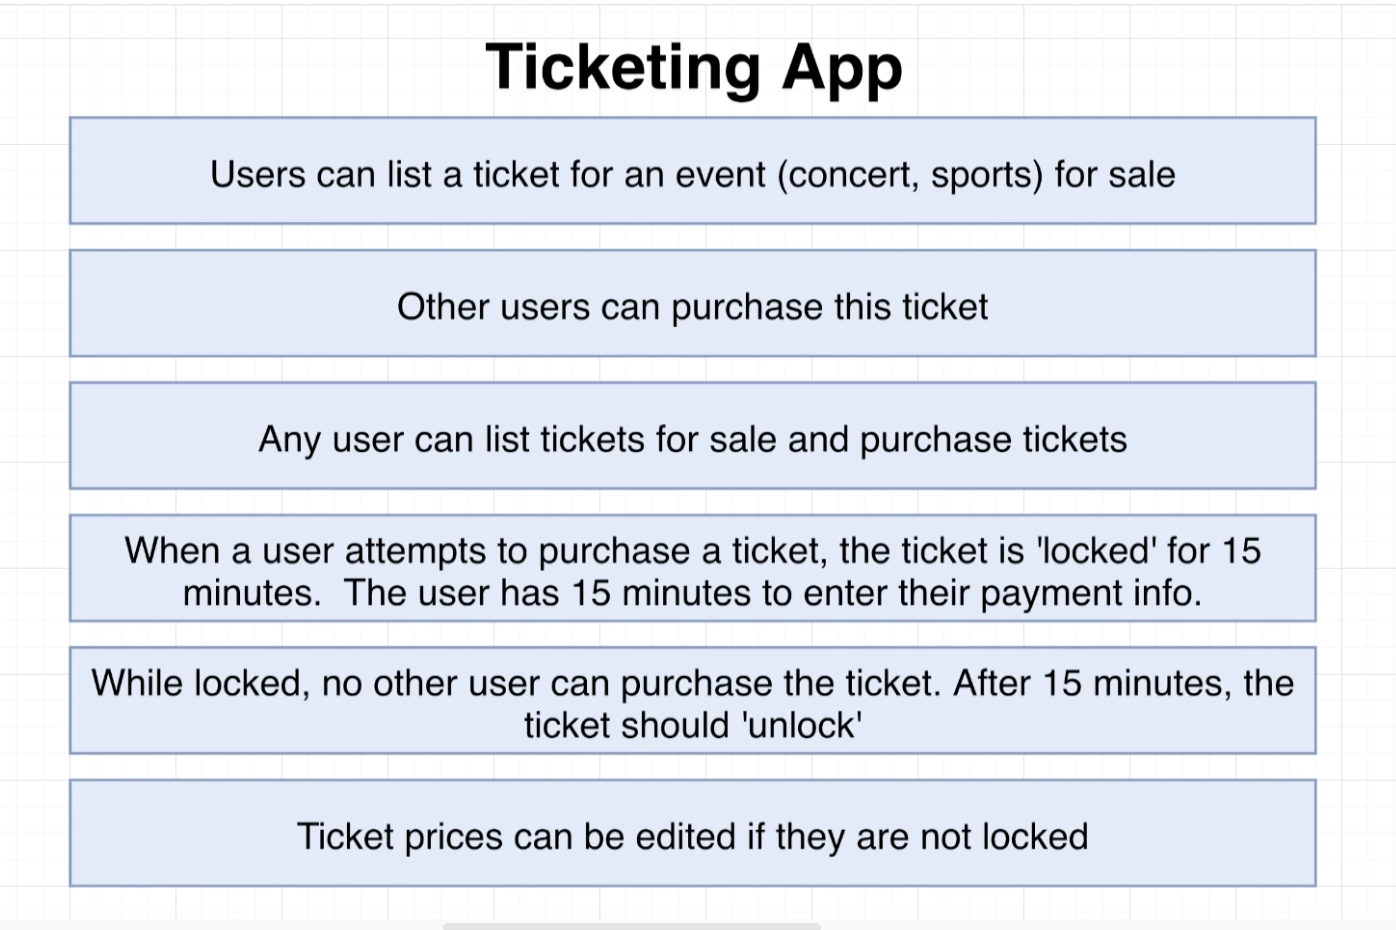 Ticketing App
Users can list a ticket for an event (concert, sports) for sale
Other users can purchase this ticket
Any user can list tickets for sale and purchase tickets
When a user attempts to purchase a ticket, the ticket is 'locked' for 15
minutes.  The user has 15 minutes to enter their payment info.
While locked, no other user can purchase the ticket. After 15 minutes, the
ticket should 'unlock'
Ticket prices can be edited if they are not locked